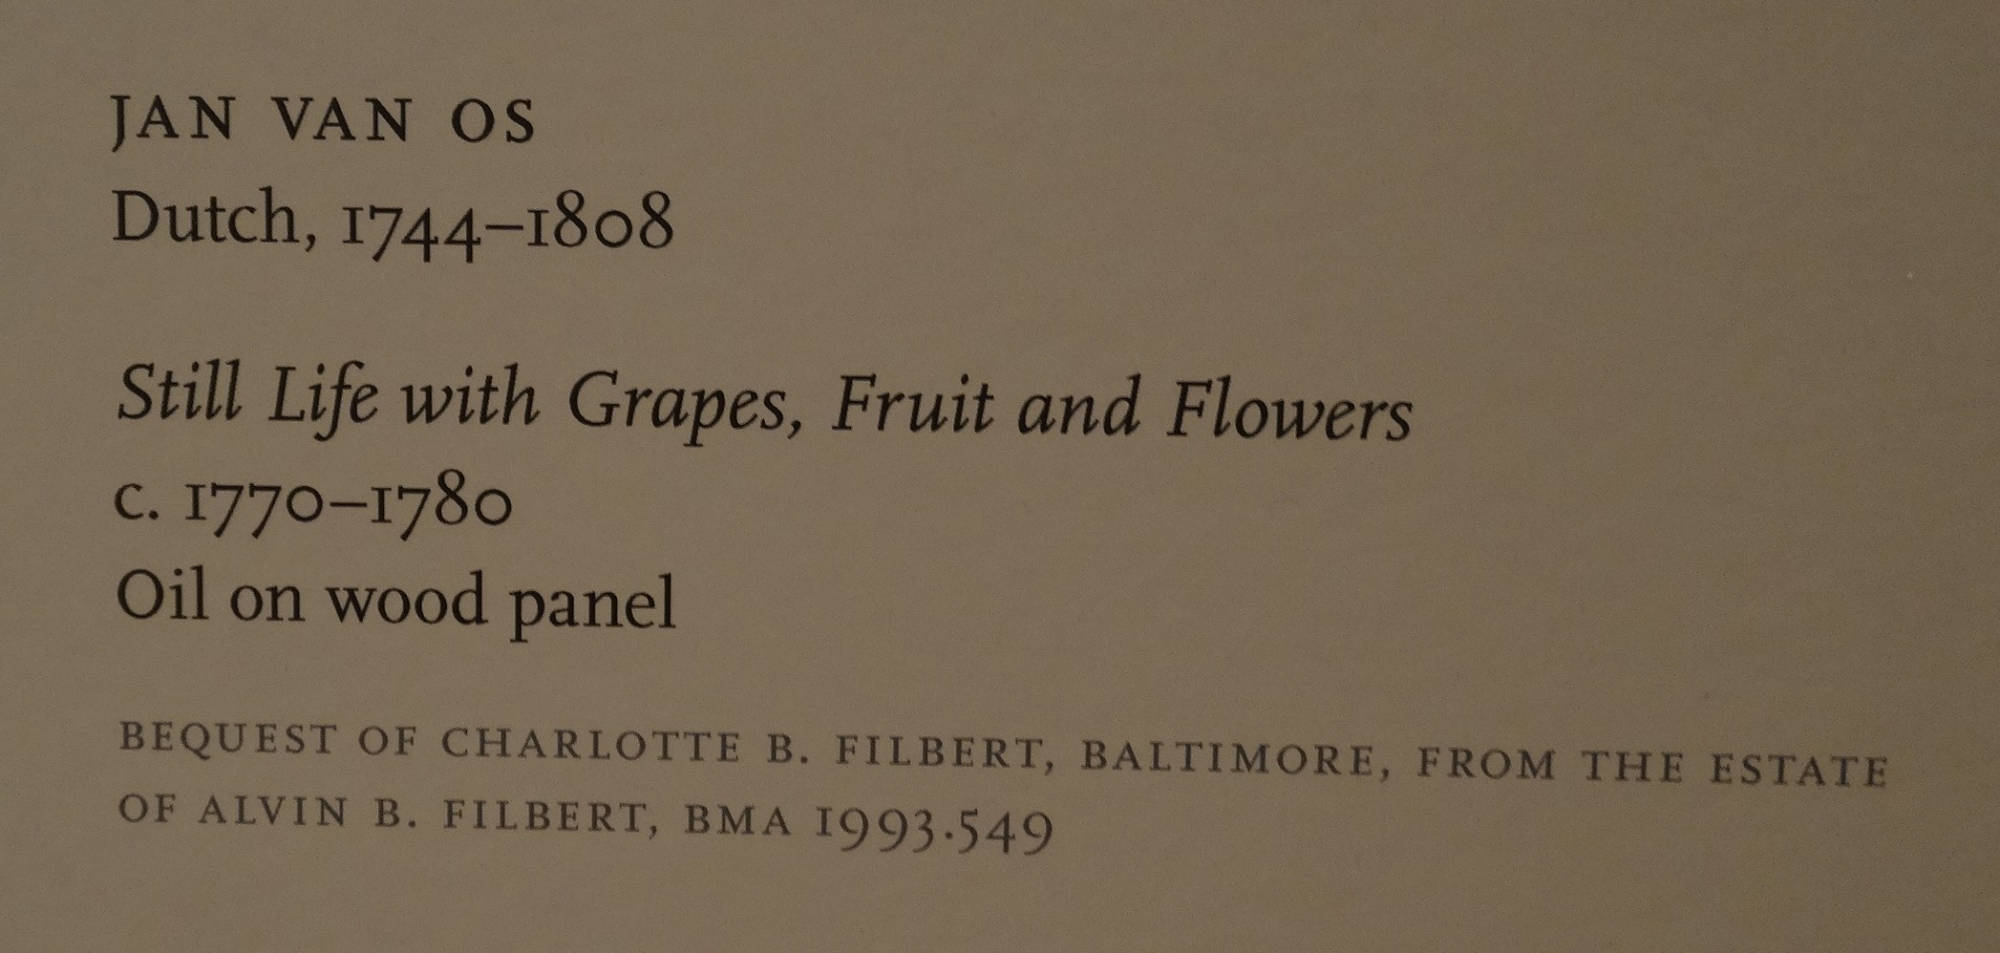 JAN VAN OS
Dutch, 1744–1808
Still Life with Grapes, Fruit and Flowers
c. 1770–1780
Oil on wood panel
BEQUEST OF CHARLOTTE B. FILBERT, BALTIMORE, FROM THE ESTATE
OF ALVIN B. FILBERT, BMA 1993.549